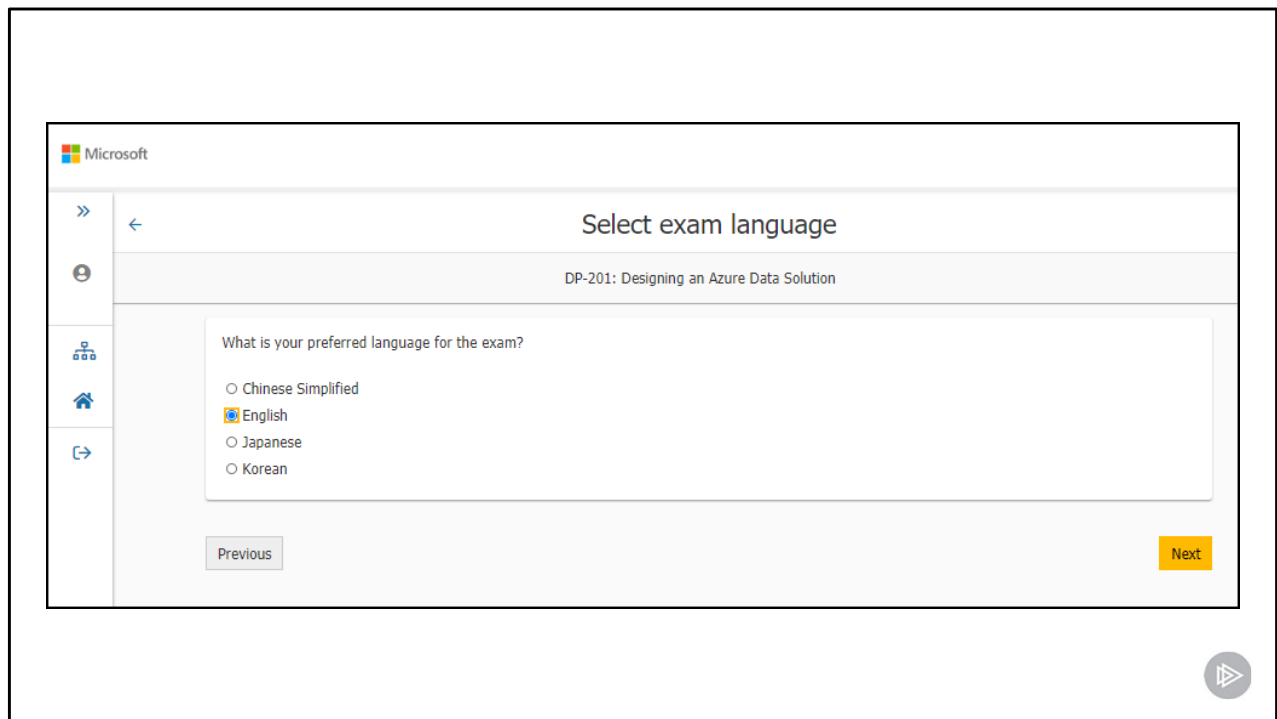 Microsoft
Select exam language
DP-201: Designing an Azure Data Solution
What is your preferred language for the exam?
Chinese Simplified
English
Japanese
Korean
Previous
Next